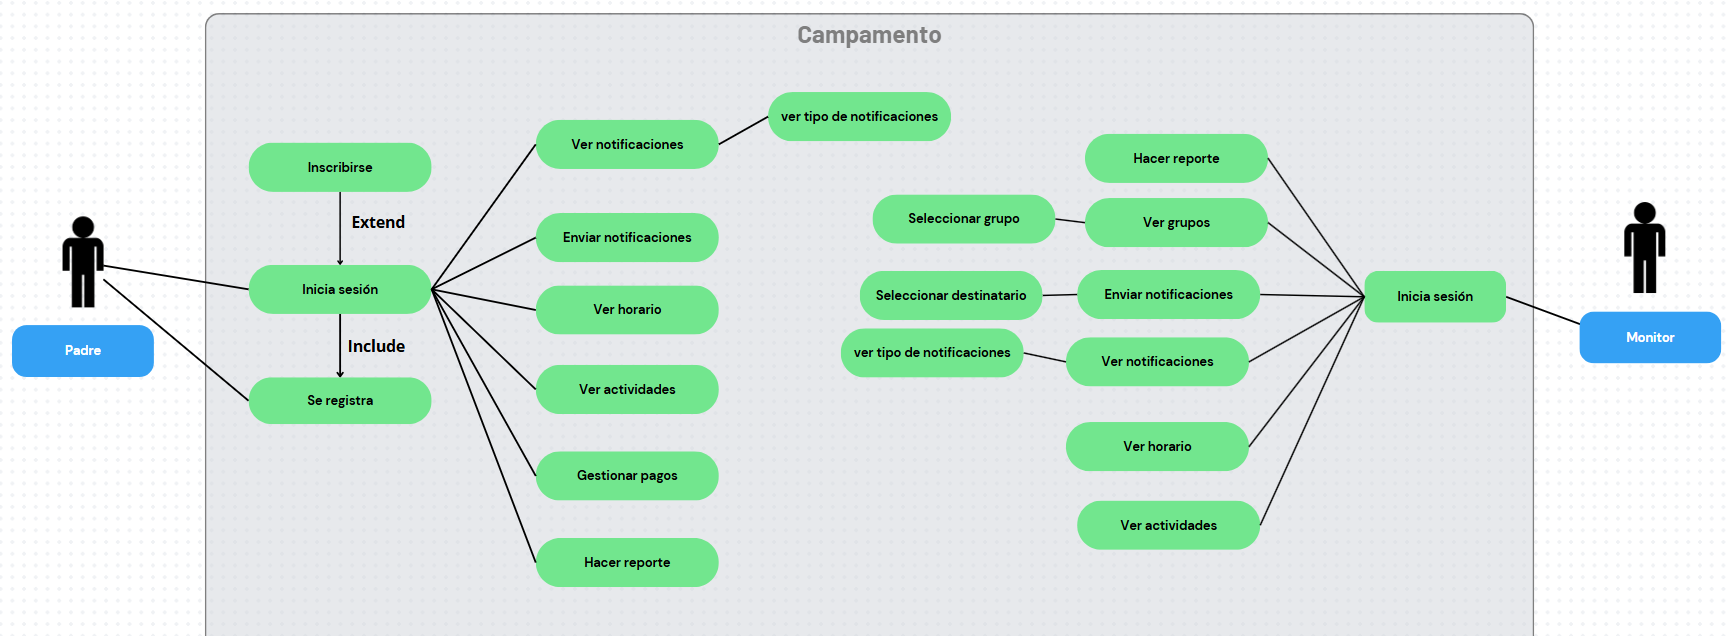 Campamento
Padre
Inscribirse
Extend
Inicia sesión
Include
Se registra
Ver notificaciones
ver tipo de notificaciones
Enviar notificaciones
Ver horario
Ver actividades
Gestionar pagos
Hacer reporte
Hacer reporte
Seleccionar grupo
Ver grupos
Seleccionar destinatario
Enviar notificaciones
ver tipo de notificaciones
Ver notificaciones
Ver horario
Ver actividades
Inicia sesión
Monitor